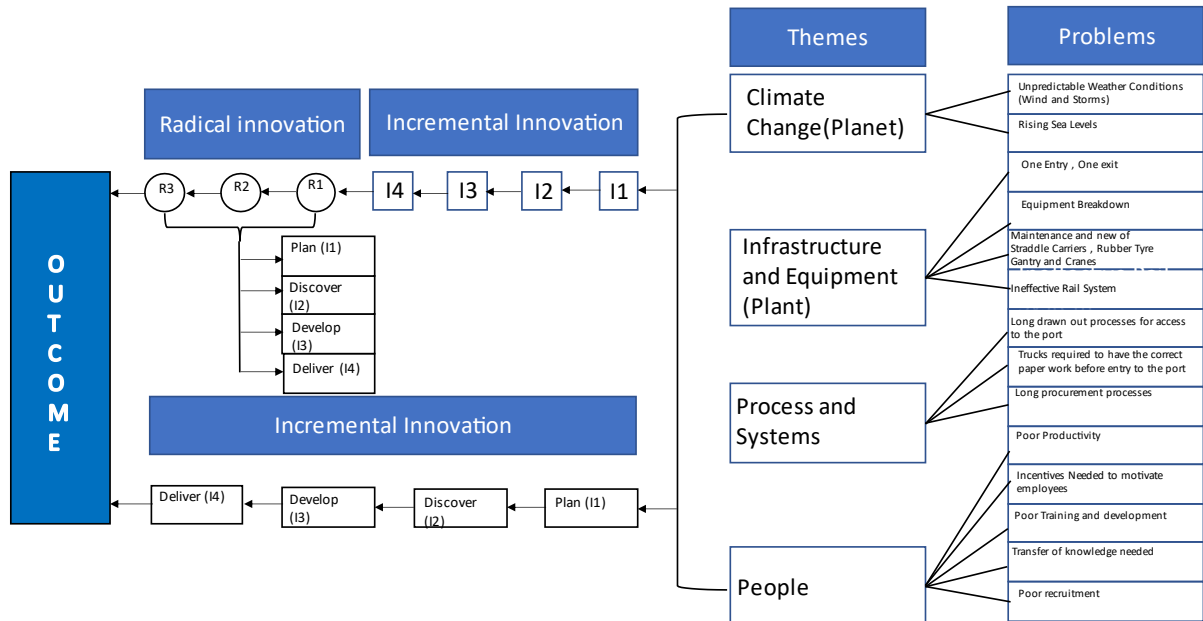 Themes
Problems
Radical innovation
Incremental Innovation
Climate
Change(Planet)
Unpredictable Weather Conditions
(Wind and Storms)
Rising Sea Levels
OUTCOME
R3
R2
R1
I4
I3
I2
I1
Plan (I1)
Discover
(I2)
Develop
(I3)
Deliver (I4)
Infrastructure
and Equipment
(Plant)
One Entry , One exit
Equipment Breakdown
Maintenance and new of
Straddle Carriers , Rubber Tyre
Gantry and Cranes
Ineffective Rail System
Incremental Innovation
Process and
Systems
Long drawn out processes for access
to the port
Trucks required to have the correct
paper work before entry to the port
Long procurement processes
Deliver (I4)
Develop
(I3)
Discover
(I2)
Plan (I1)
People
Poor Productivity
Incentives Needed to motivate
employees
Poor Training and development
Transfer of knowledge needed
Poor recruitment